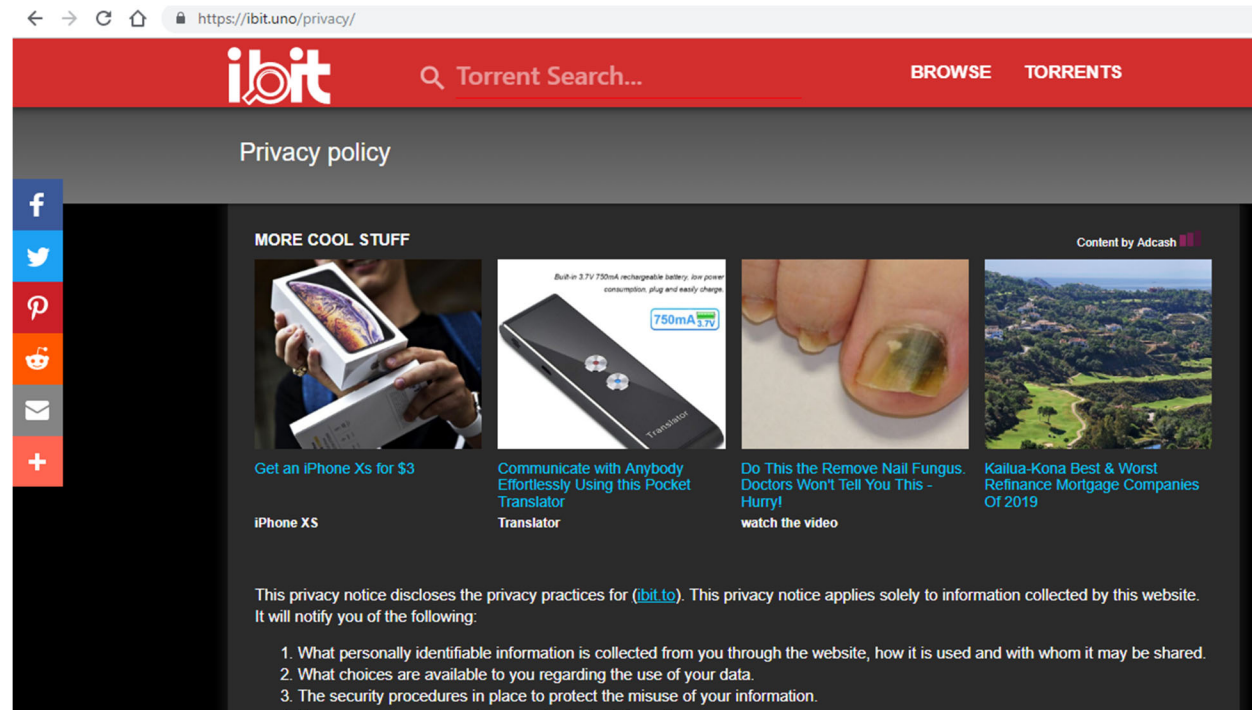 https://ibit.uno/privacy/
ibit
Torrent Search...
BROWSE
TORRENTS
Privacy policy
MORE COOL STUFF
Content by Adcash
Built-in 3.7V 750mA rechargeable battery, low power
consumption, plug and easily charge.
750mA 3.7V
Translator
Get an iPhone Xs for $3
iPhone XS
Communicate with Anybody
Effortlessly Using this Pocket
Translator
Translator
Do This the Remove Nail Fungus.
Doctors Won't Tell You This -
Hurry!
watch the video
Kailua-Kona Best & Worst
Refinance Mortgage Companies
Of 2019
This privacy notice discloses the privacy practices for (ibit.to). This privacy notice applies solely to information collected by this website.
It will notify you of the following:
1. What personally identifiable information is collected from you through the website, how it is used and with whom it may be shared.
2. What choices are available to you regarding the use of your data.
3. The security procedures in place to protect the misuse of your information.